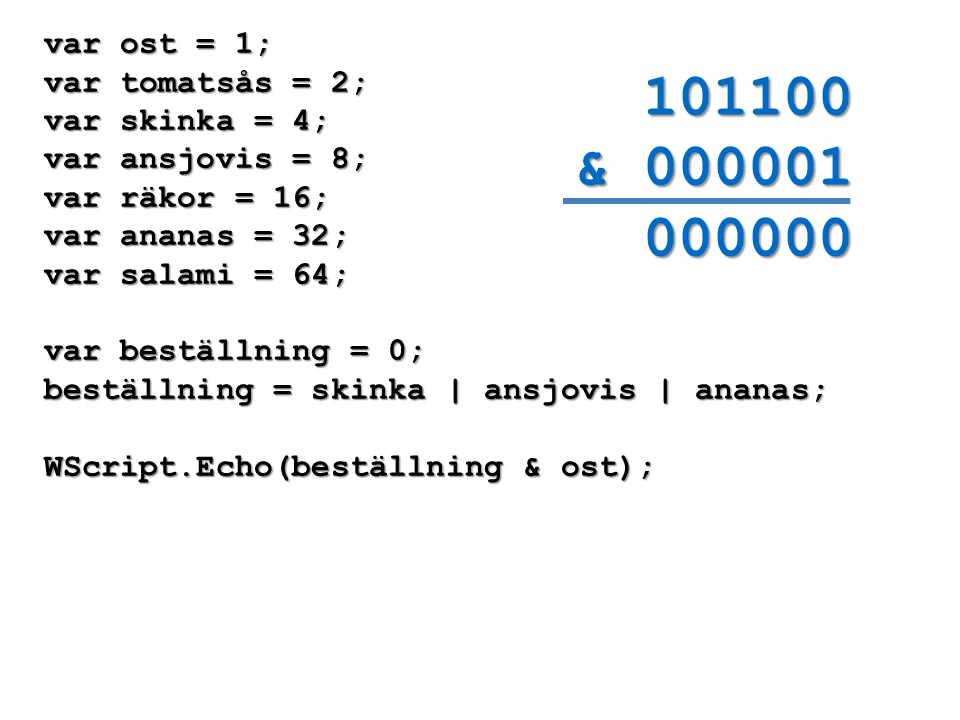 var ost = 1;
var tomatsås = 2;
var skinka = 4;
var ansjovis = 8;
var räkor = 16;
var ananas = 32;
var salami = 64;
var beställning = 0;
beställning = skinka | ansjovis | ananas;
WScript.Echo(beställning & ost);
101100
& 000001
000000